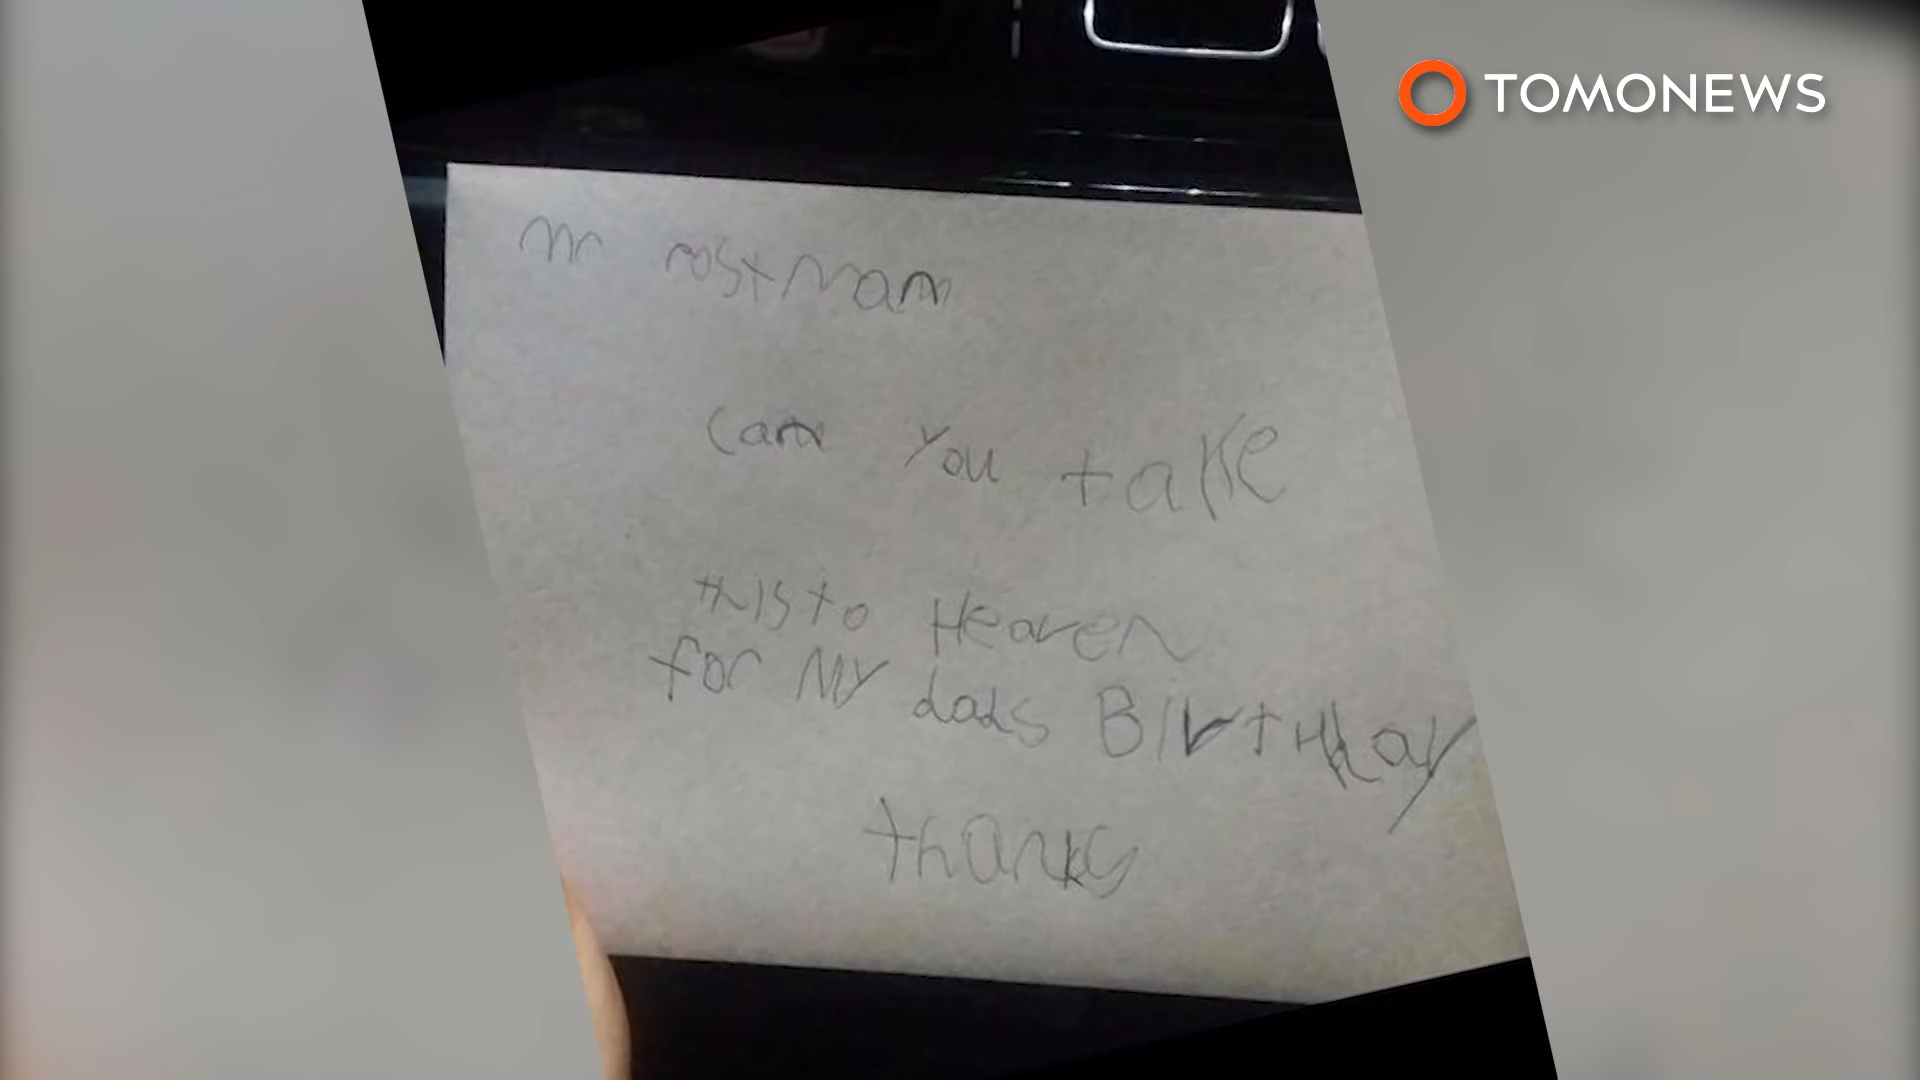 TOMONEWS
Mr Postman
Can You take
this to Heaven
for MY dads BirtHday
thanks